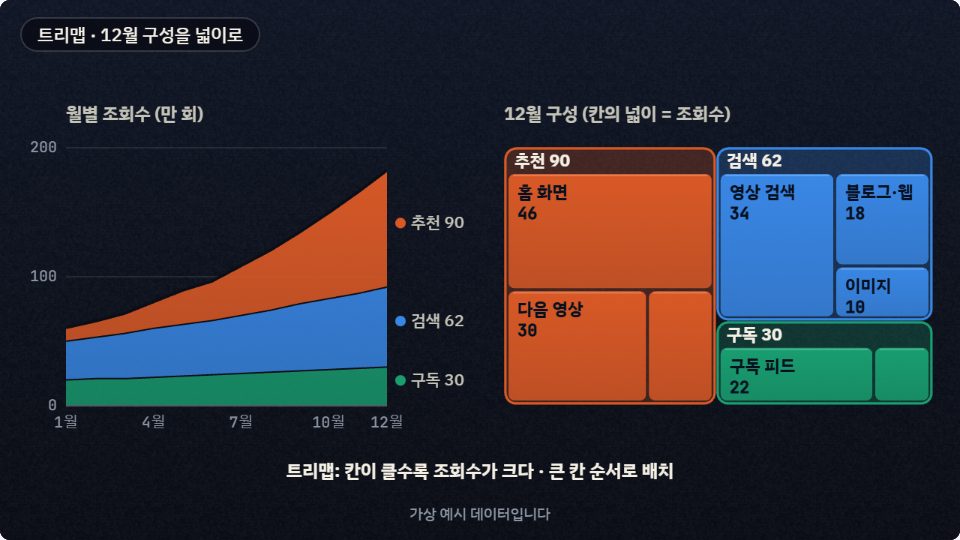 트리맵 · 12월 구성을 넓이로
월별 조회수 (만 회)
200
100
0
1월
4월
7월
10월
12월
추천 90
검색 62
구독 30
12월 구성 (칸의 넓이 = 조회수)
추천 90
홈 화면
46
다음 영상
30
검색 62
영상 검색
34
블로그·웹
18
이미지
10
구독 30
구독 피드
22
트리맵: 칸이 클수록 조회수가 크다 · 큰 칸 순서로 배치
가상 예시 데이터입니다